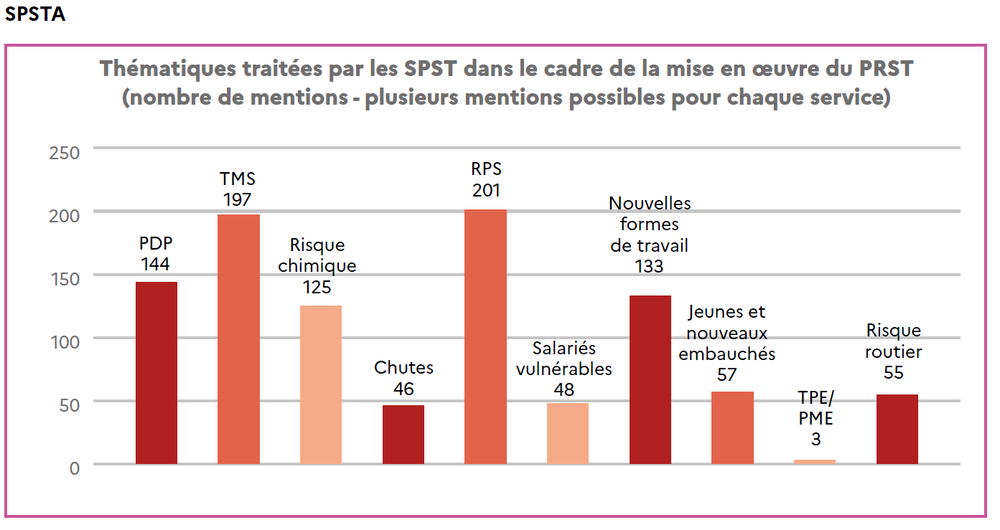 SPSTA
Thématiques traitées par les SPST dans le cadre de la mise en œuvre du PRST
(nombre de mentions - plusieurs mentions possibles pour chaque service)
250
200
150
100
50
0
PDP
144
TMS
197
Risque
chimique
125
Chutes
46
RPS
201
Salariés
vulnérables
48
Nouvelles
formes
de travail
133
Jeunes et
nouveaux
embauchés
57
TPE/
PME
3
Risque
routier
55